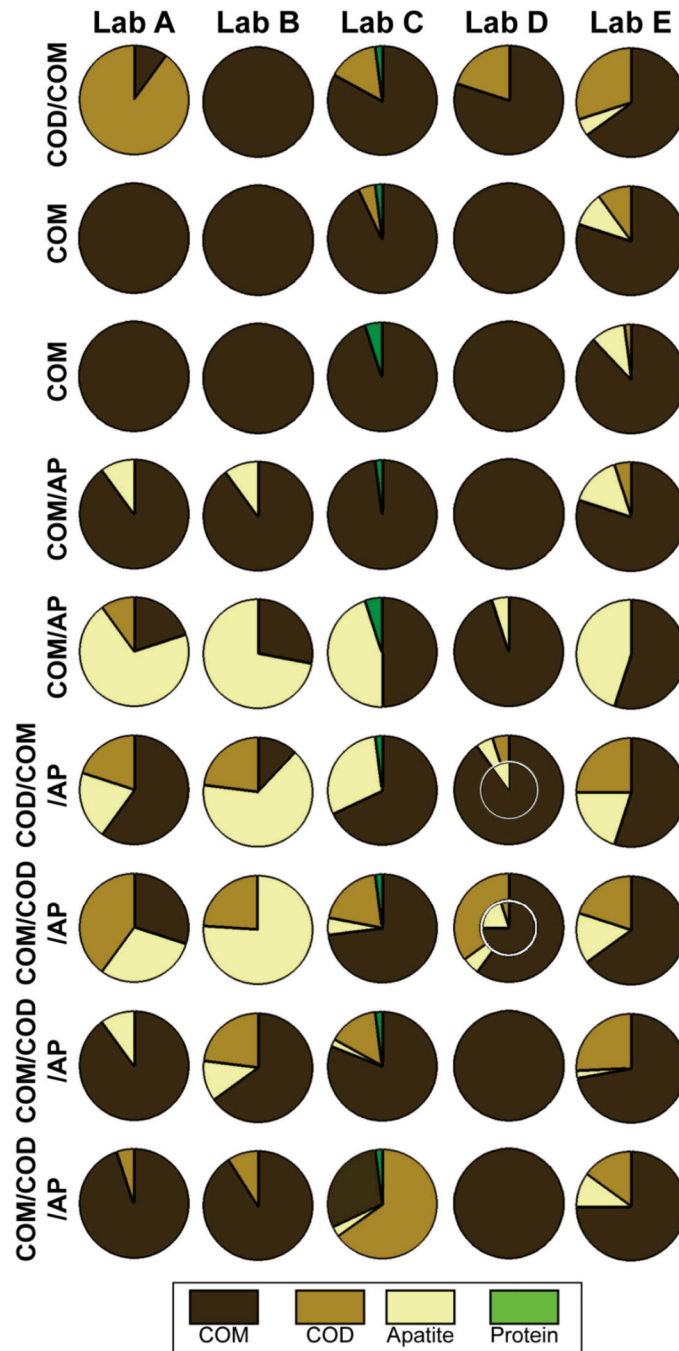 Lab A Lab B Lab C Lab D Lab E
COD/COM
COM
COM
COM/AP
COM/AP
COD/COM
/AP
COM/COD
/AP
COM/COD
/AP
COM/COD
/AP
COM COD Apatite Protein